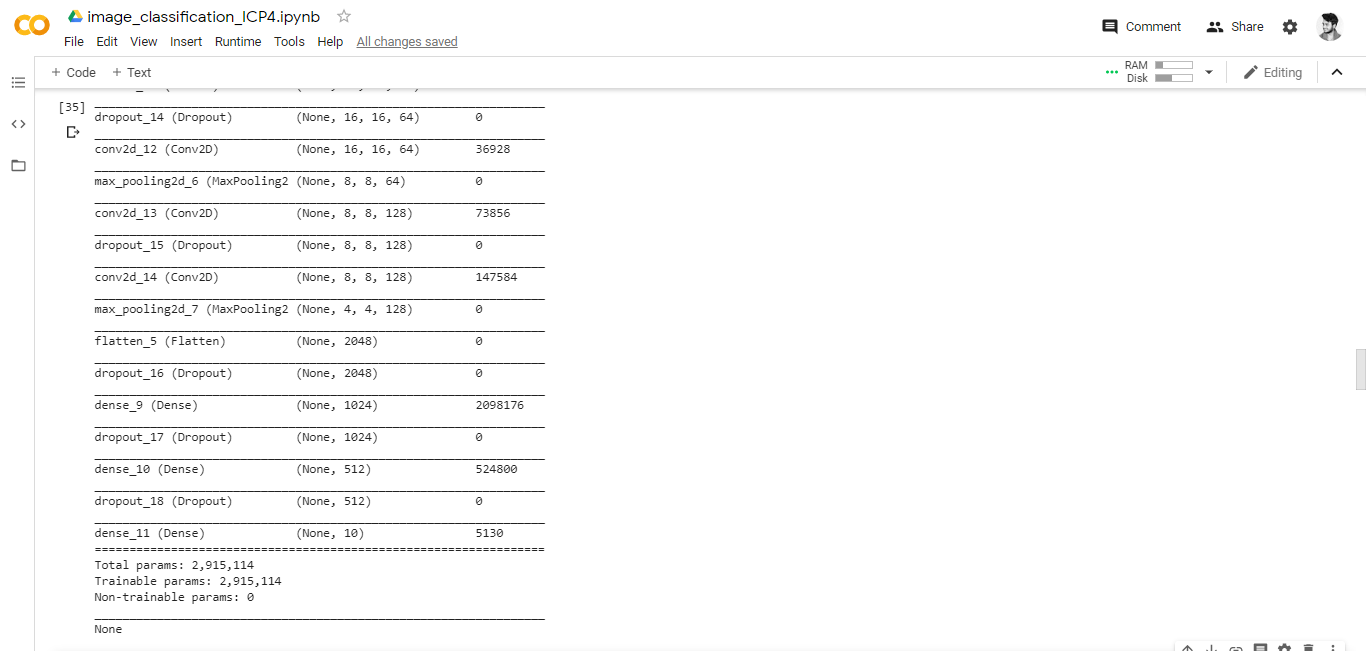 image_classification_ICP4.ipynb
File Edit View Insert Runtime Tools Help All changes saved
Comment Share
+ Code + Text
RAM
Disk
Editing
[35]
dropout_14 (Dropout) (None, 16, 16, 64) 0
conv2d_12 (Conv2D) (None, 16, 16, 64) 36928
max_pooling2d_6 (MaxPooling2 (None, 8, 8, 64) 0
conv2d_13 (Conv2D) (None, 8, 8, 128) 73856
dropout_15 (Dropout) (None, 8, 8, 128) 0
conv2d_14 (Conv2D) (None, 8, 8, 128) 147584
max_pooling2d_7 (MaxPooling2 (None, 4, 4, 128) 0
flatten_5 (Flatten) (None, 2048) 0
dropout_16 (Dropout) (None, 2048) 0
dense_9 (Dense) (None, 1024) 2098176
dropout_17 (Dropout) (None, 1024) 0
dense_10 (Dense) (None, 512) 524800
dropout_18 (Dropout) (None, 512) 0
dense_11 (Dense) (None, 10) 5130
=================================================================
Total params: 2,915,114
Trainable params: 2,915,114
Non-trainable params: 0
_________________________________________________________________
None